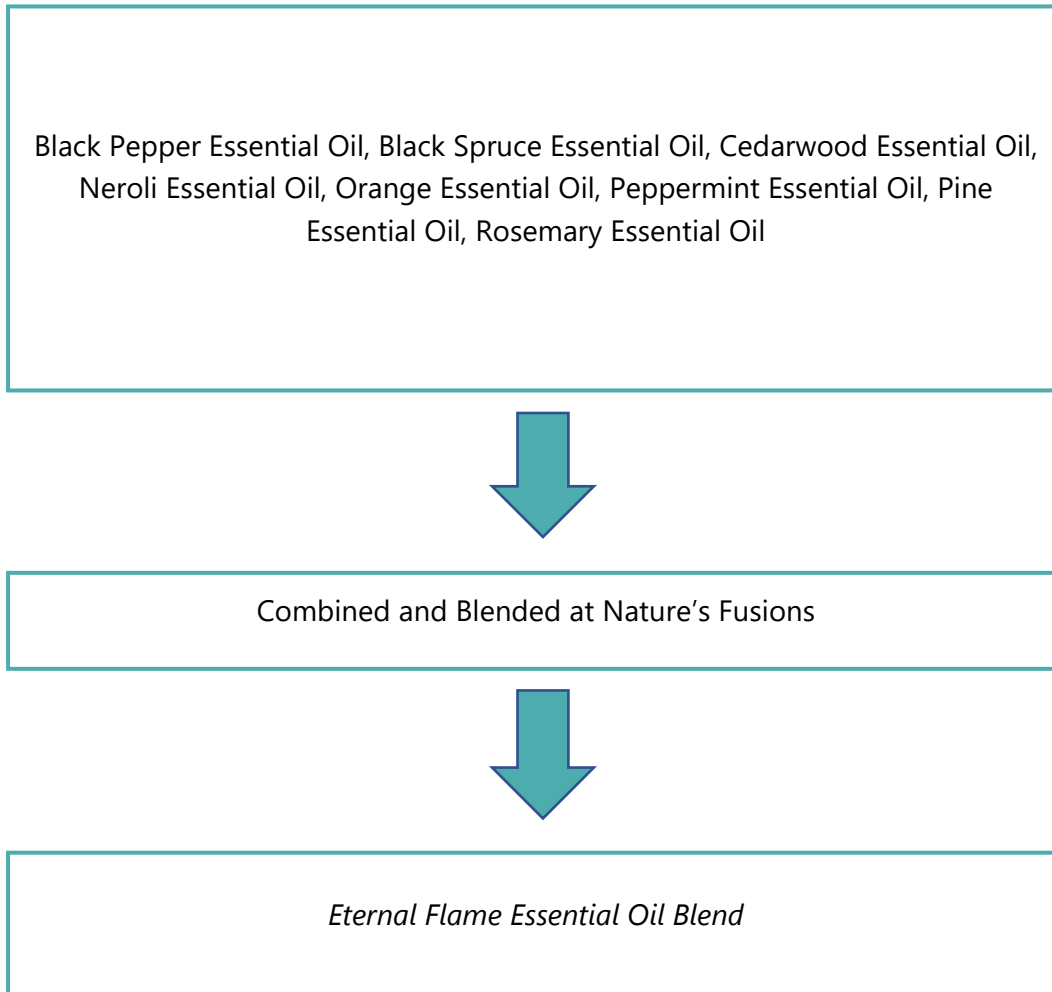 Black Pepper Essential Oil, Black Spruce Essential Oil, Cedarwood Essential Oil,
Neroli Essential Oil, Orange Essential Oil, Peppermint Essential Oil, Pine
Essential Oil, Rosemary Essential Oil
Combined and Blended at Nature’s Fusions
Eternal Flame Essential Oil Blend